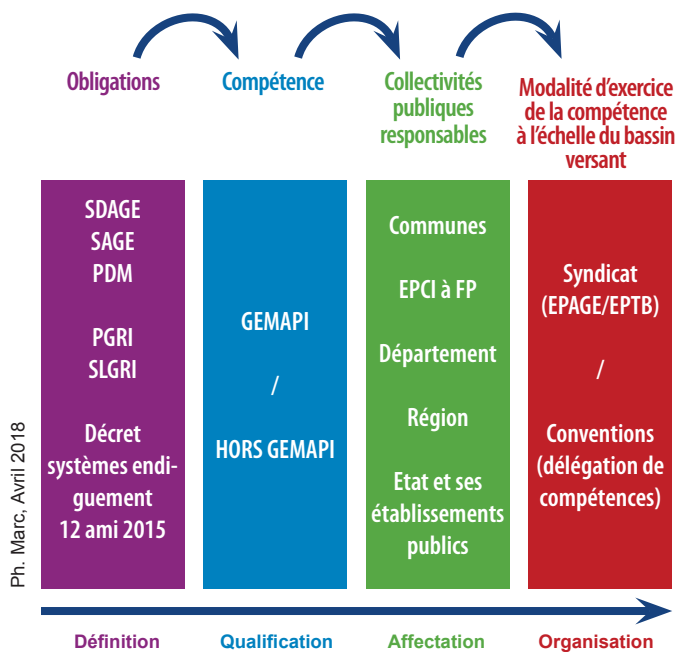 Obligations
Compétence
Collectivités
publiques
responsables
Modalité d'exercice
de la compétence
à l'échelle du bassin
versant
SDAGE
SAGE
PDM
PGRI
SLGRI
Décret
systèmes endi-
guement
12 ami 2015
GEMAPI
/
HORS GEMAPI
Communes
EPCI à FP
Département
Région
Etat et ses
établissements
publics
Syndicat
(EPAGE/EPTB)
/
Conventions
(délégation de
compétences)
Ph. Marc, Avril 2018
Définition
Qualification
Affectation
Organisation